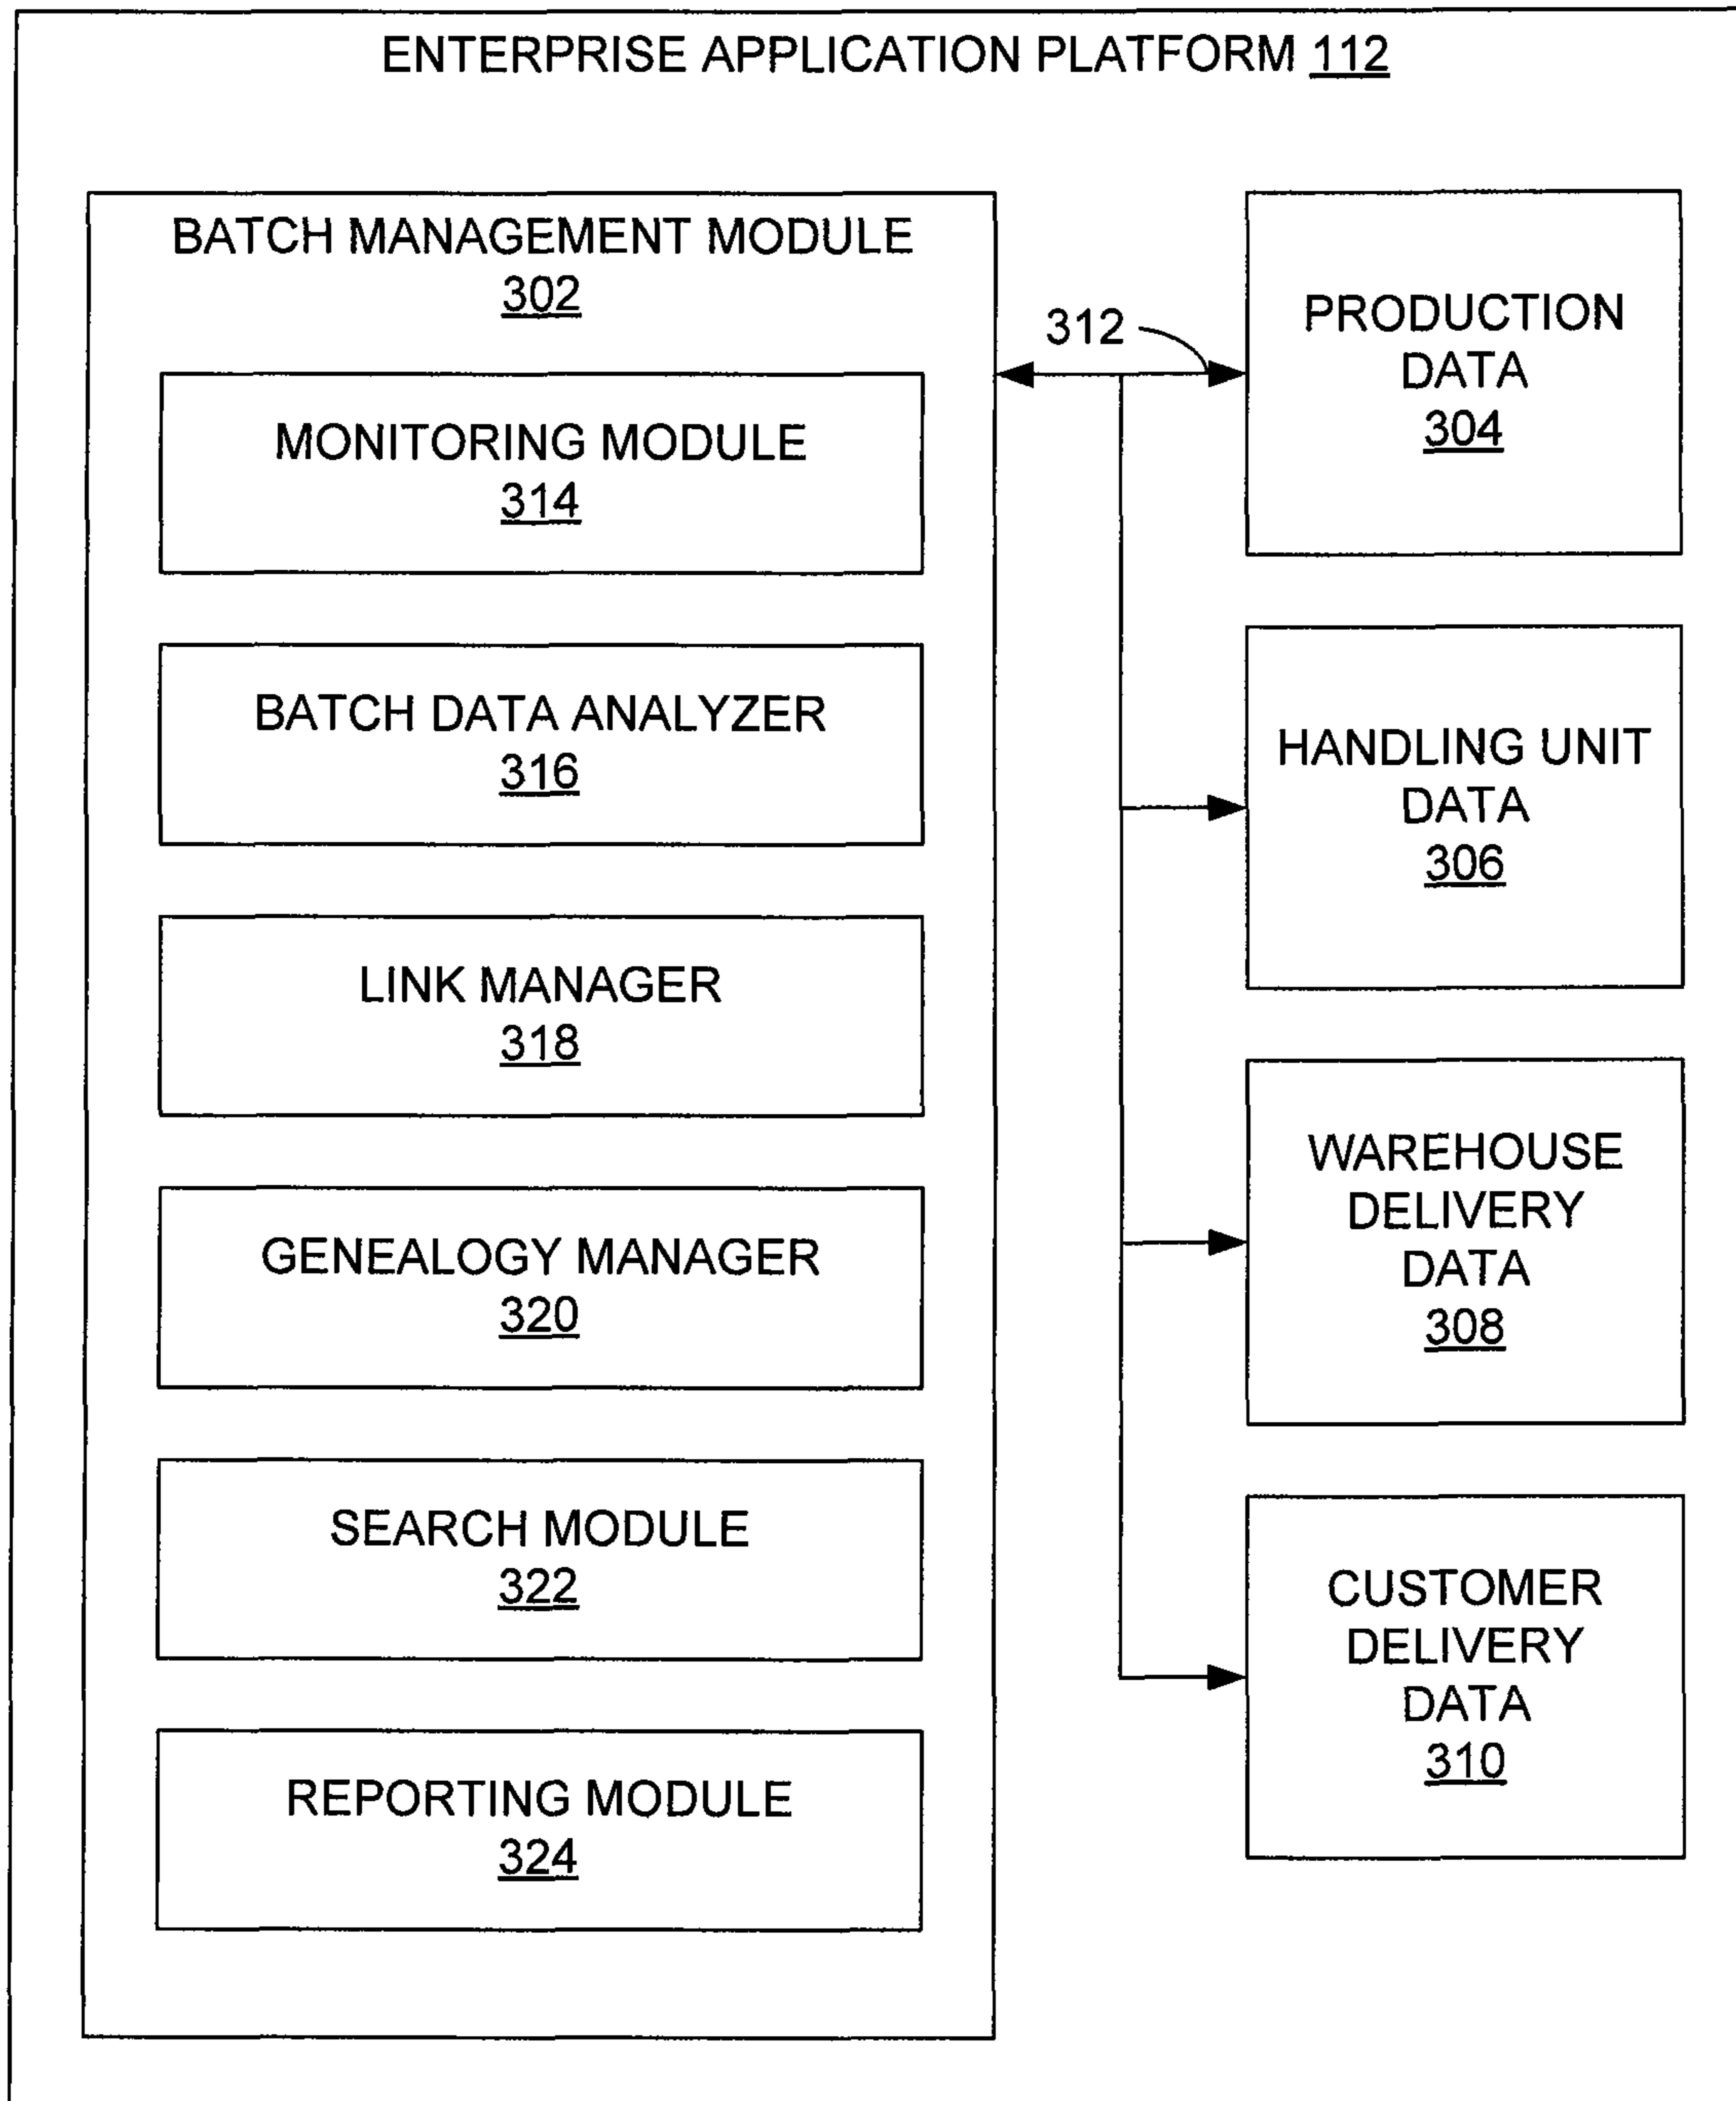 ENTERPRISE APPLICATION PLATFORM 112
BATCH MANAGEMENT MODULE
302
MONITORING MODULE
314
BATCH DATA ANALYZER
316
LINK MANAGER
318
GENEALOGY MANAGER
320
SEARCH MODULE
322
REPORTING MODULE
324
312
PRODUCTION
DATA
304
HANDLING UNIT
DATA
306
WAREHOUSE
DELIVERY
DATA
308
CUSTOMER
DELIVERY
DATA
310